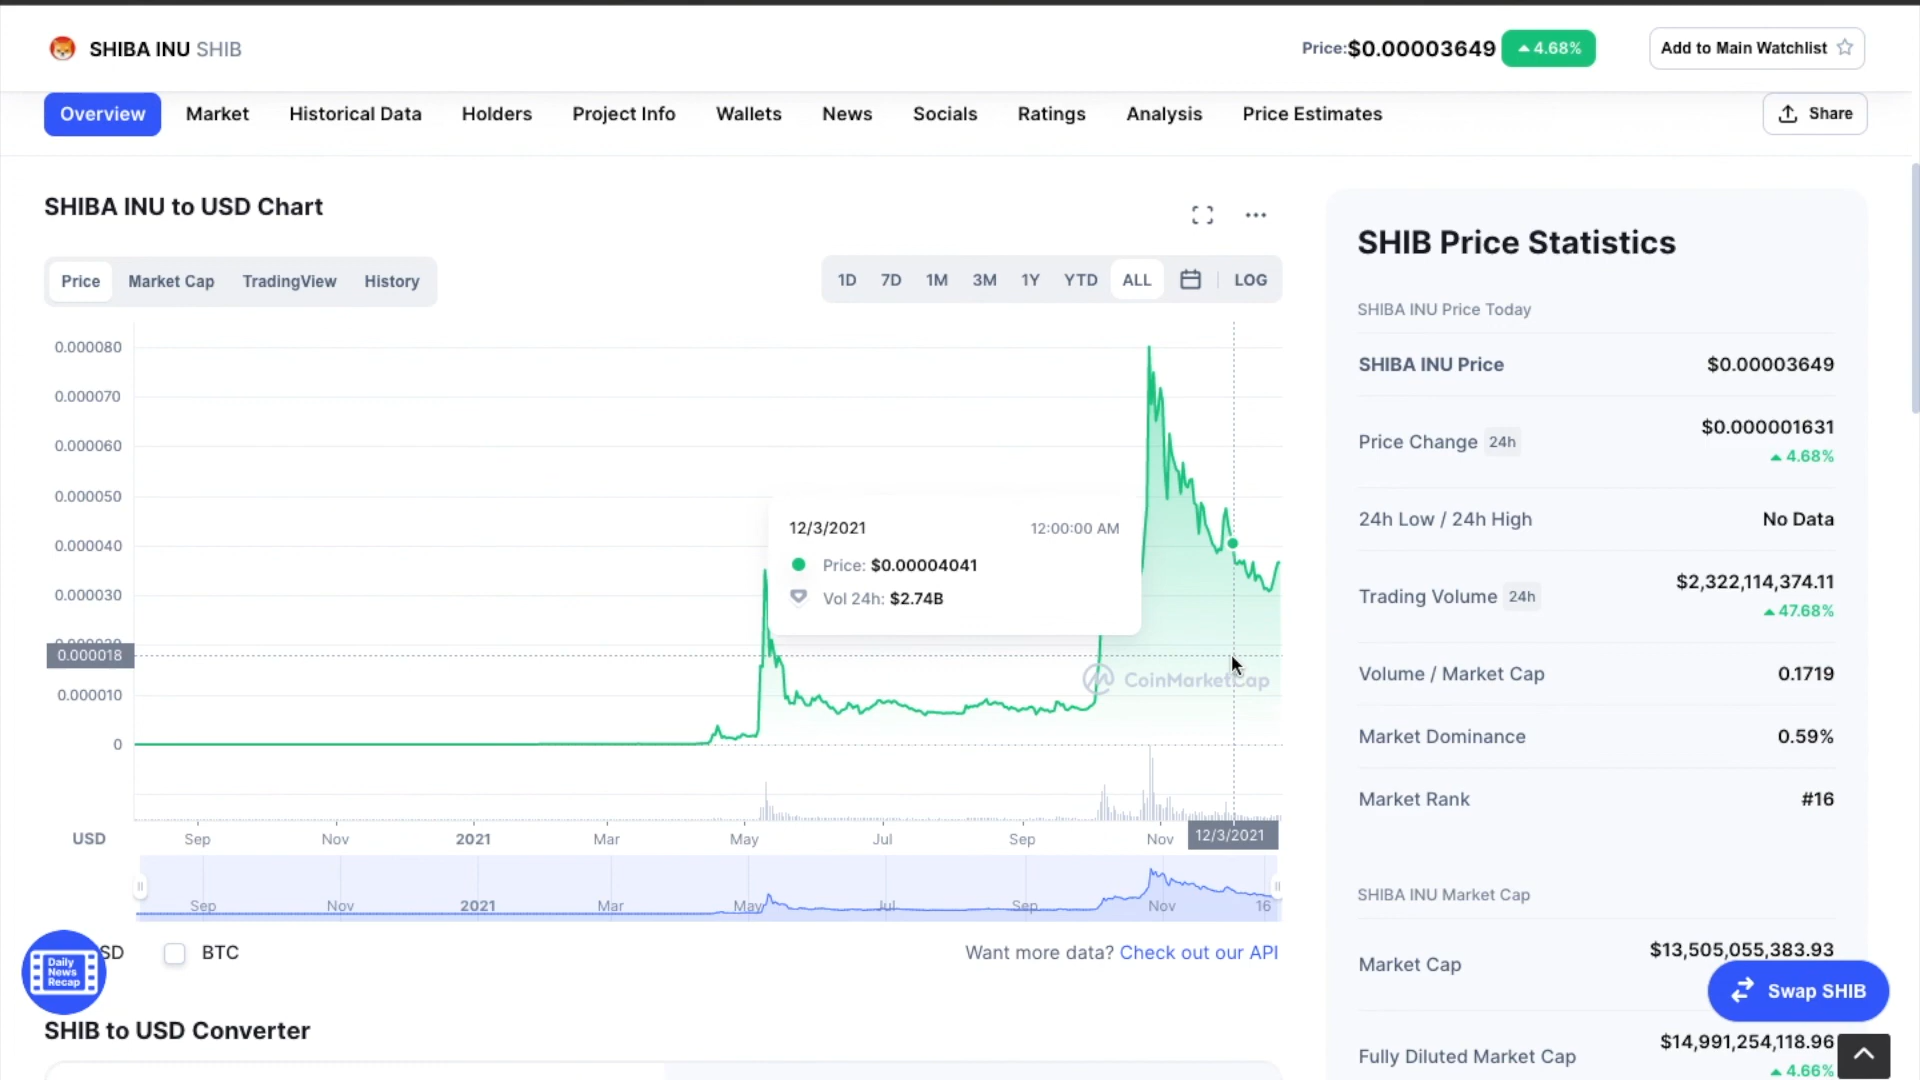 SHIBA INU SHIB
Price:$0.00003649 4.68%
Add to Main Watchlist
Overview Market Historical Data Holders Project Info Wallets News Socials Ratings Analysis Price Estimates
Share
SHIBA INU to USD Chart
Price Market Cap TradingView History
1D 7D 1M 3M 1Y YTD ALL LOG
0.000080
0.000070
0.000060
0.000050
0.000040
0.000030
0.000018
0.000010
0
12/3/2021 12:00:00 AM
Price: $0.00004041
Vol 24h: $2.74B
CoinMarketCap
USD Sep Nov 2021 Mar May Jul Sep Nov 12/3/2021
Sep Nov 2021 Mar May Jul Sep Nov 16
SD BTC
Want more data? Check out our API
Daily
News
Recap
SHIB to USD Converter
SHIB Price Statistics
SHIBA INU Price Today
SHIBA INU Price $0.00003649
Price Change 24h $0.000001631
4.68%
24h Low / 24h High No Data
Trading Volume 24h $2,322,114,374.11
47.68%
Volume / Market Cap 0.1719
Market Dominance 0.59%
Market Rank #16
SHIBA INU Market Cap
Market Cap $13,505,055,383.93
Swap SHIB
Fully Diluted Market Cap $14,991,254,118.96
4.66%